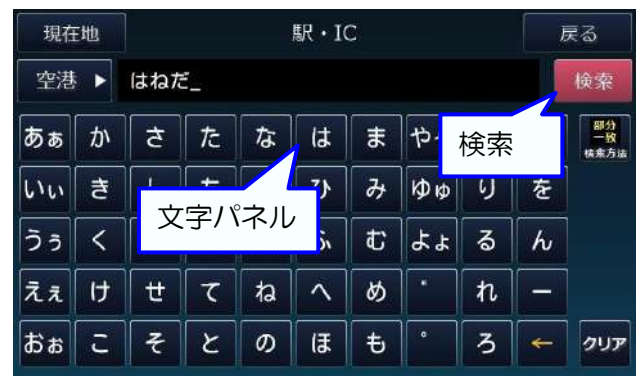 現在地 駅・IC 戻る
空港 ▶ はねだ_ 検索
検索
あぁ か さ た な は ま や 部分一致 検索方法
いい き み ゆゅ り を
文字パネル
うぅ く む よょ る ん
えぇ け せ て ね へ め ゛ れ ー
おぉ こ そ と の ほ も ゜ ろ ← クリア